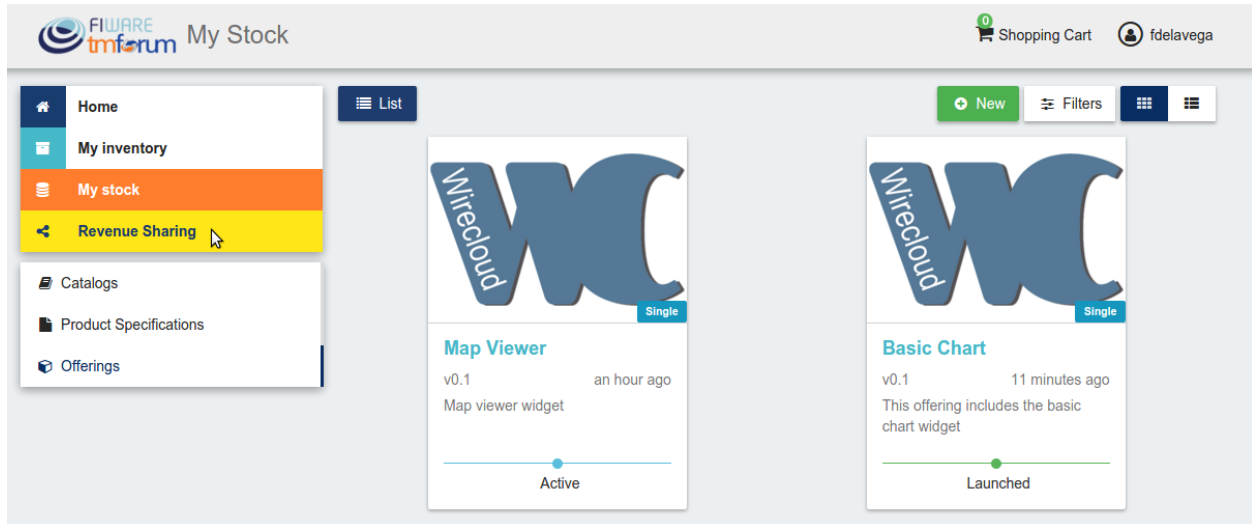 FIWARE
tmforum
My Stock
0
Shopping Cart
fdelavega
Home
My inventory
My stock
Revenue Sharing
Catalogs
Product Specifications
Offerings
List
New
Filters
Wirecloud
WC
Single
Map Viewer
v0.1 an hour ago
Map viewer widget
Active
Wirecloud
WC
Single
Basic Chart
v0.1 11 minutes ago
This offering includes the basic
chart widget
Launched